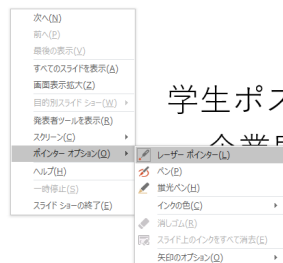 次へ(N)
前へ(P)
最後の表示(V)
すべてのスライドを表示(A)
画面表示拡大(Z)
目的別スライド ショー(W)
発表者ツールを表示(R)
スクリーン(C)
ポインター オプション(O)
ヘルプ(H)
一時停止(S)
スライド ショーの終了(E)
レーザー ポインター(L)
ペン(P)
蛍光ペン(H)
インクの色(C)
消しゴム(R)
スライド上のインクをすべて消去(E)
矢印のオプション(O)
学生ポス
企業